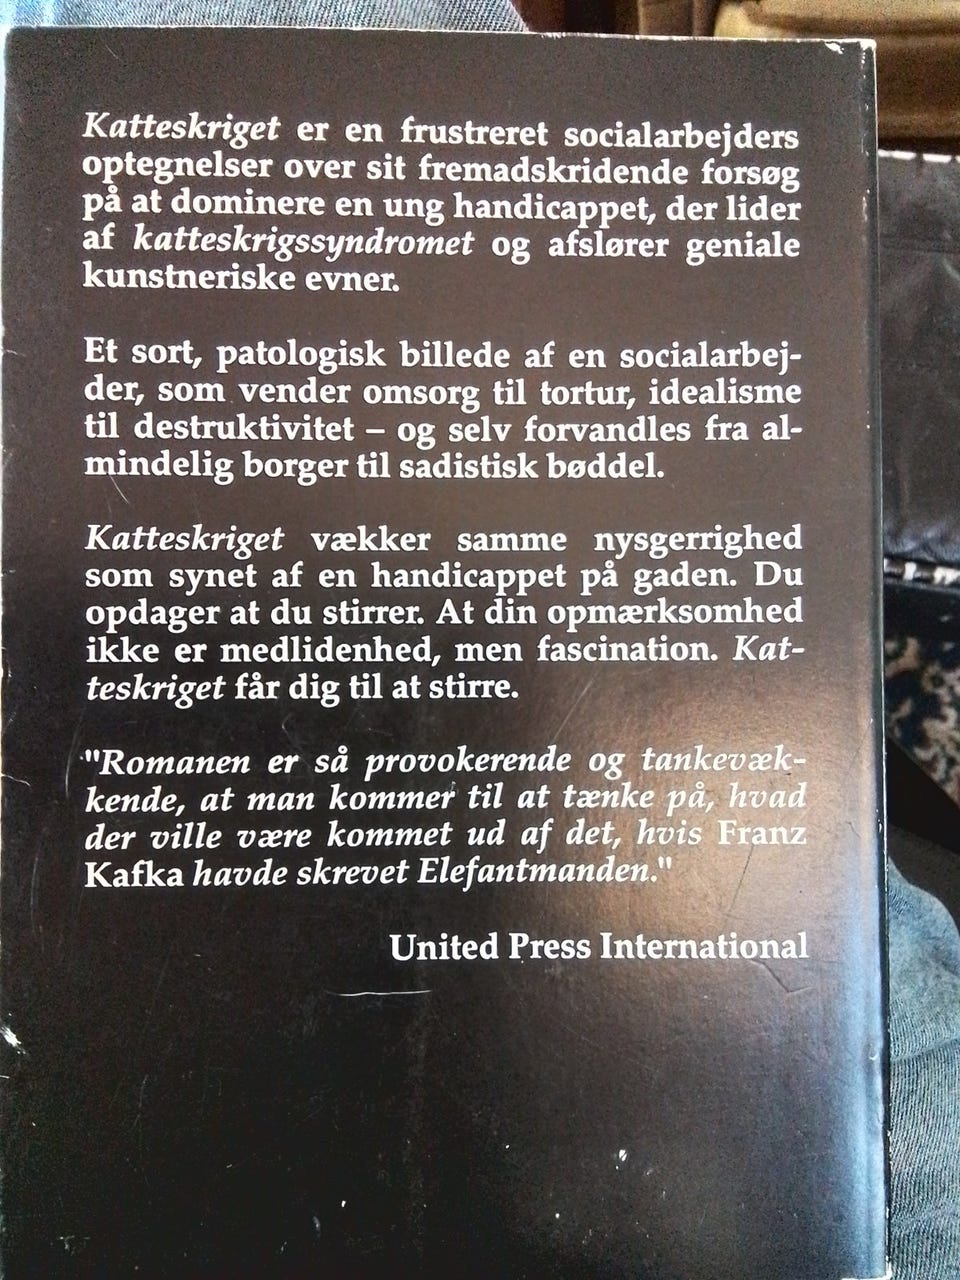 Katteskriget er en frustreret socialarbejders
optegnelser over sit fremadskridende forsøg
på at dominere en ung handicappet, der lider
af katteskrigssyndromet og afslører geniale
kunstneriske evner.
Et sort, patologisk billede af en socialarbej-
der, som vender omsorg til tortur, idealisme
til destruktivitet – og selv forvandles fra al-
mindelig borger til sadistisk bøddel.
Katteskriget vækker samme nysgerrighed
som synet af en handicappet på gaden. Du
opdager at du stirrer. At din opmærksomhed
ikke er medlidenhed, men fascination. Kat-
teskriget får dig til at stirre.
"Romanen er så provokerende og tankevæk-
kende, at man kommer til at tænke på, hvad
der ville være kommet ud af det, hvis Franz
Kafka havde skrevet Elefantmanden."
United Press International